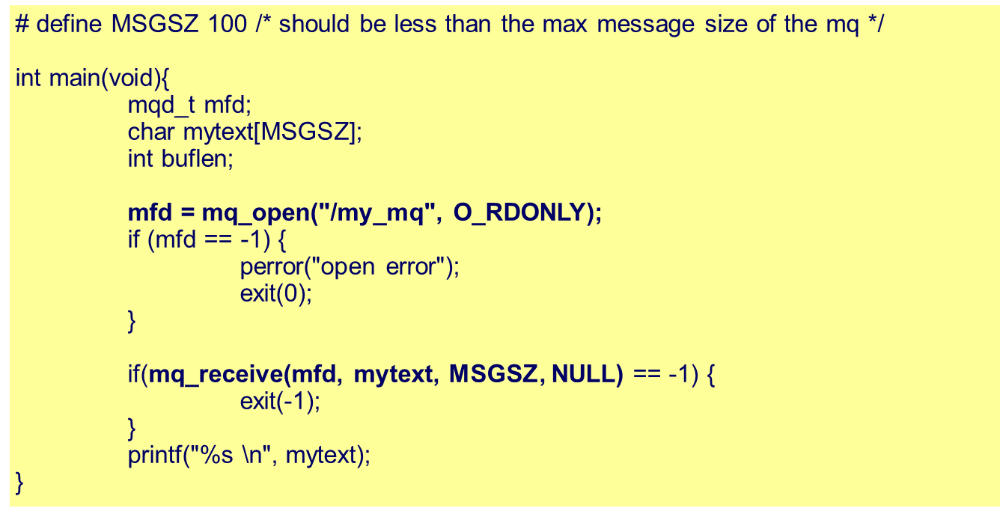 # define MSGSZ 100 /* should be less than the max message size of the mq */
int main(void){
mqd_t mfd;
char mytext[MSGSZ];
int buflen;
mfd = mq_open("/my_mq", O_RDONLY);
if (mfd == -1) {
perror("open error");
exit(0);
}
if(mq_receive(mfd, mytext, MSGSZ, NULL) == -1) {
exit(-1);
}
printf("%s \n", mytext);
}